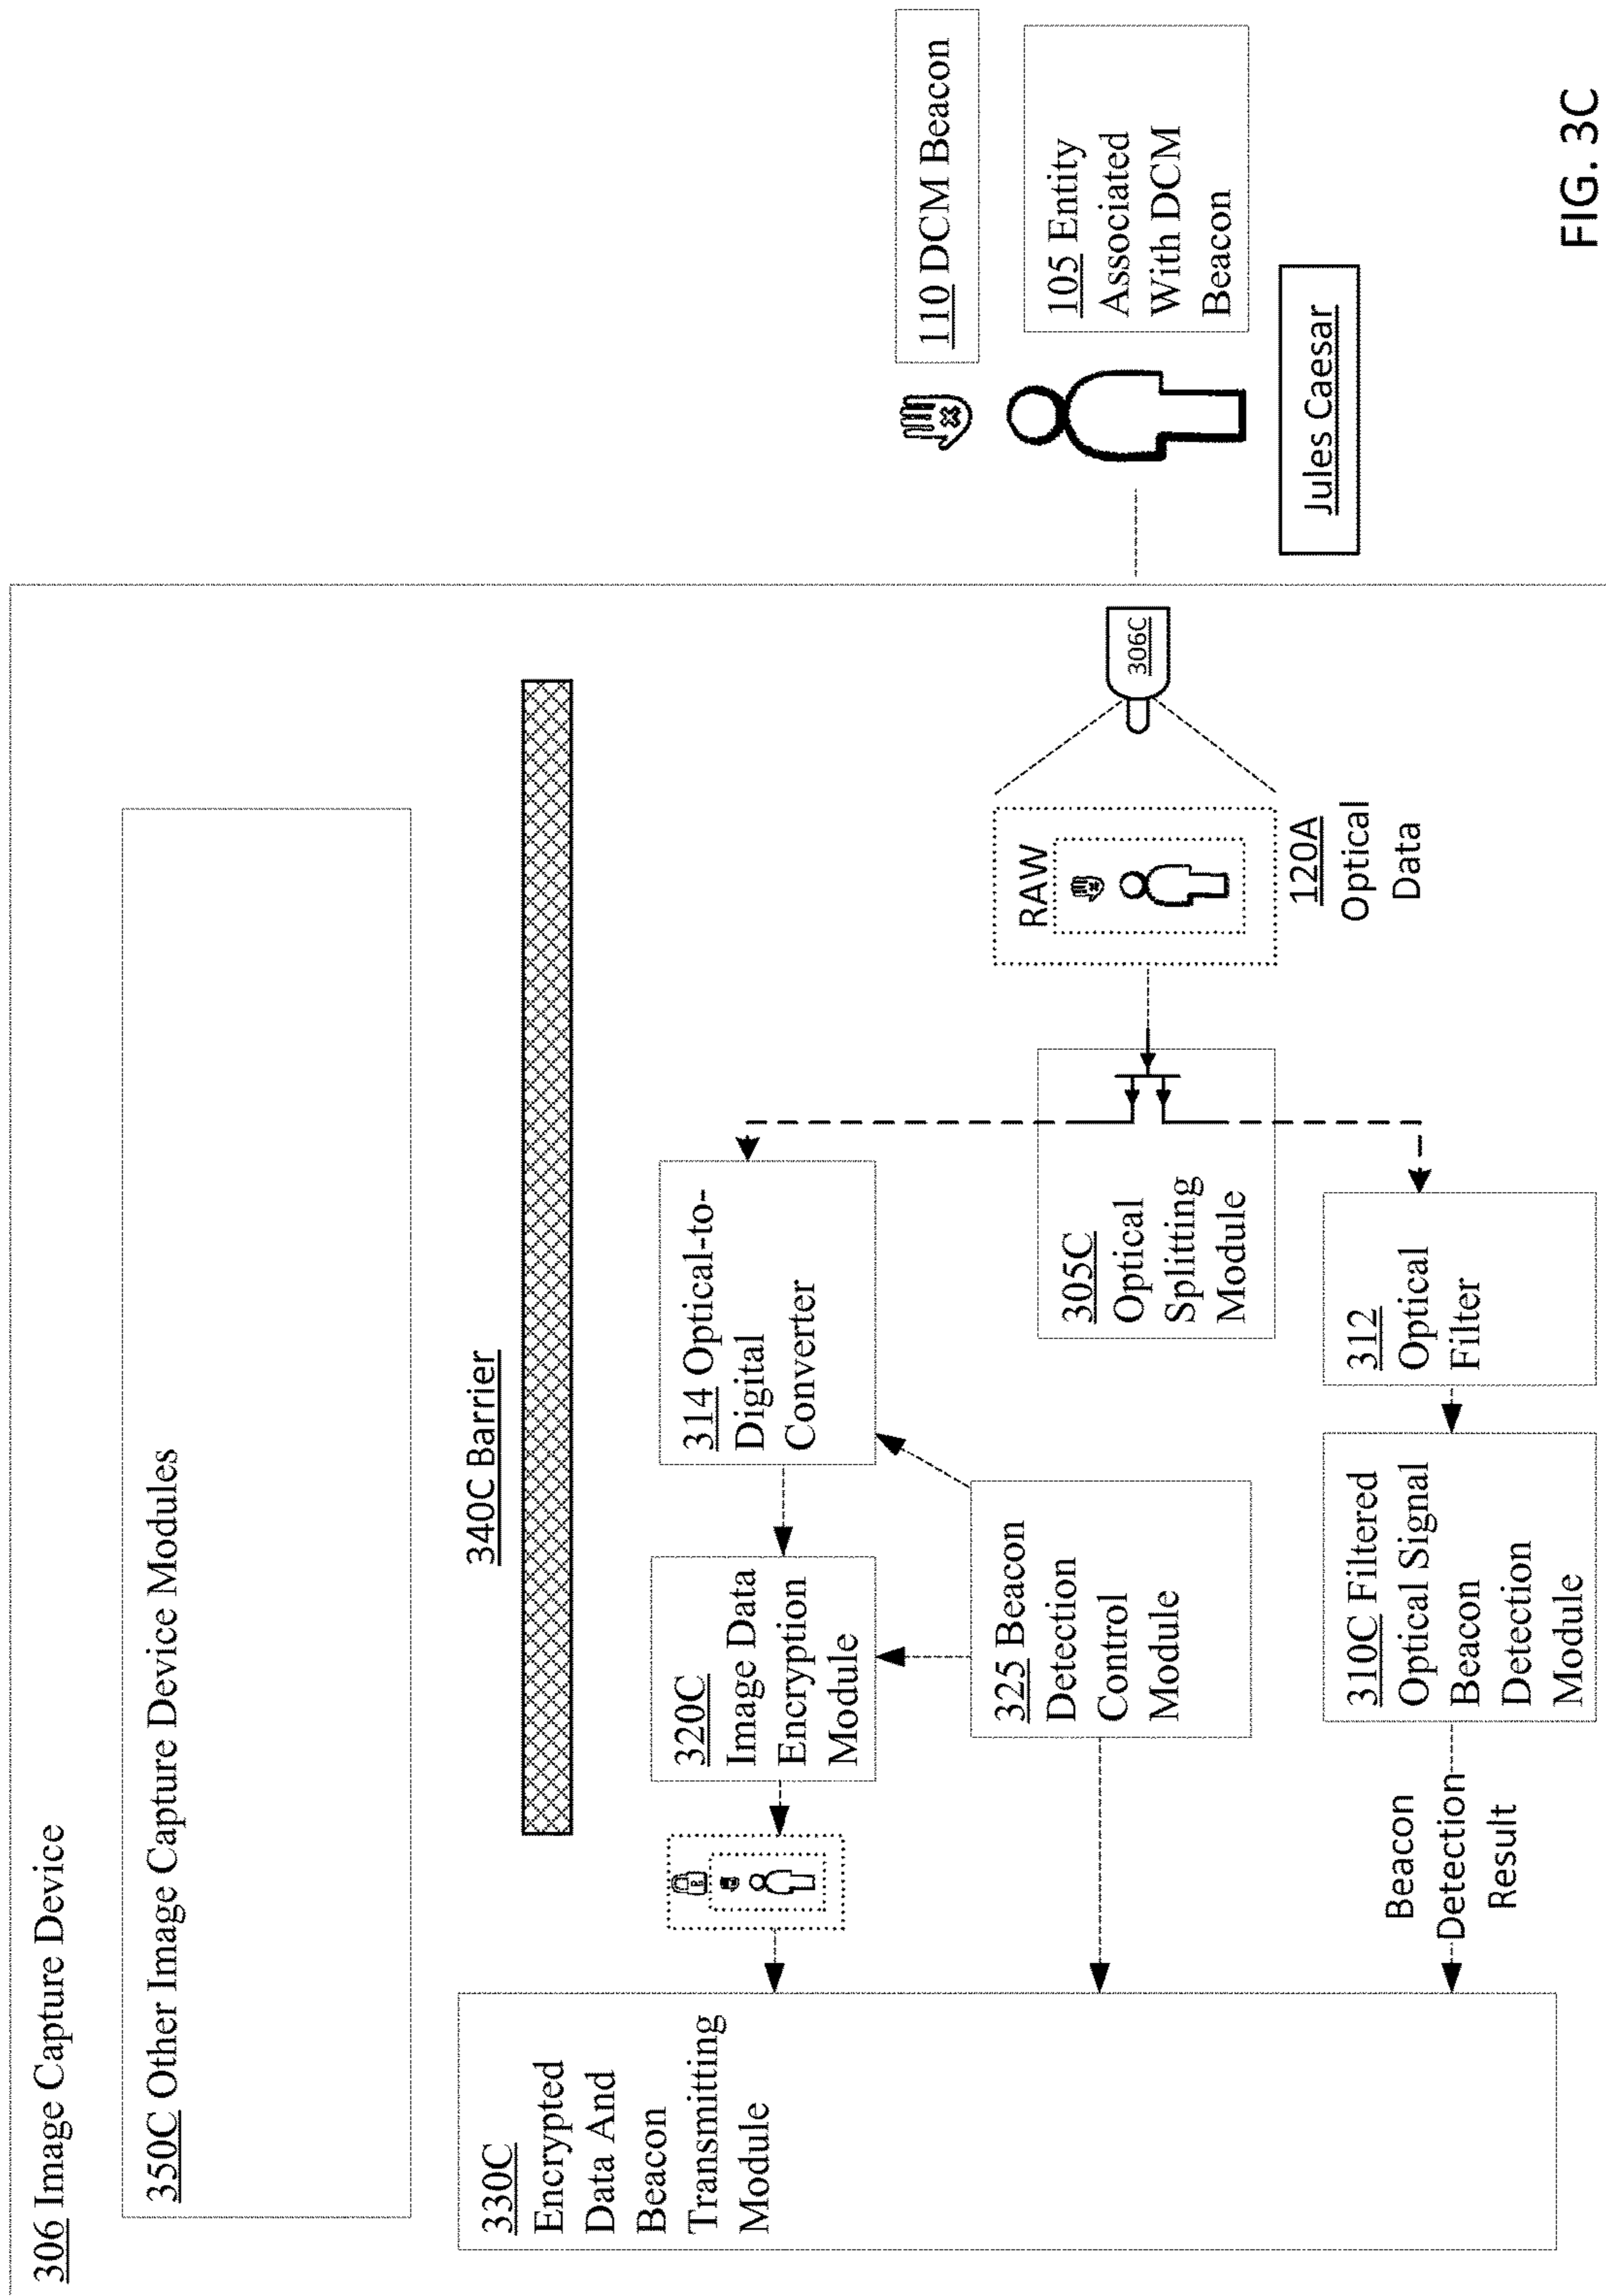 306 Image Capture Device
350C Other Image Capture Device Modules
340C Barrier
330C
Encrypted
Data And
Beacon
Transmitting
Module
320C
Image Data
Encryption
Module
314 Optical-to-
Digital
Converter
325 Beacon
Detection
Control
Module
305C
Optical
Splitting
Module
RAW
120A
Optical
Data
306C
Beacon
Detection
Result
310C Filtered
Optical Signal
Beacon
Detection
Module
312
Optical
Filter
110 DCM Beacon
105 Entity
Associated
With DCM
Beacon
Jules Caesar
FIG. 3C